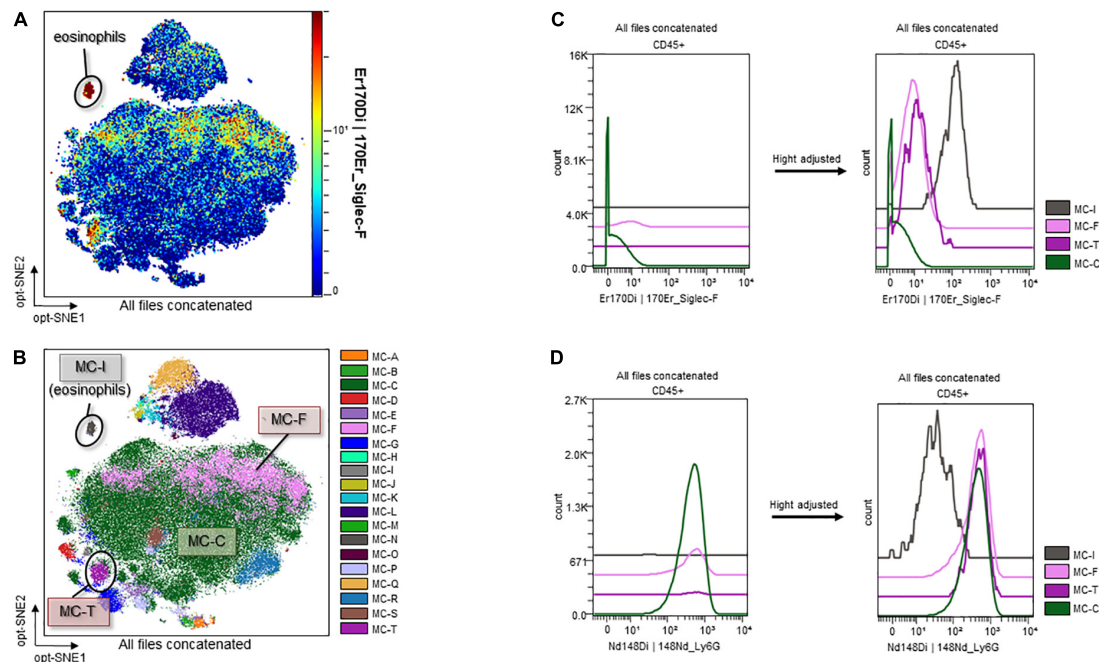 A
eosinophils
10¹
0
Er170Di | 170Er_Siglec-F
opt-SNE2
opt-SNE1
All files concatenated
B
MC-I
(eosinophils)
MC-F
MC-C
MC-T
opt-SNE2
opt-SNE1
All files concatenated
MC-A
MC-B
MC-C
MC-D
MC-E
MC-F
MC-G
MC-H
MC-I
MC-J
MC-K
MC-L
MC-M
MC-N
MC-O
MC-P
MC-Q
MC-R
MC-S
MC-T
C
All files concatenated
CD45+
16K
12K
8.1K
4.0K
0.0
count
0 10¹ 10² 10³ 10⁴
Er170Di | 170Er_Siglec-F
Hight adjusted
All files concatenated
CD45+
count
0 10¹ 10² 10³ 10⁴
Er170Di | 170Er_Siglec-F
MC-I
MC-F
MC-T
MC-C
D
All files concatenated
CD45+
2.7K
2.0K
1.3K
671
0.0
count
0 10¹ 10² 10³ 10⁴
Nd148Di | 148Nd_Ly6G
Hight adjusted
All files concatenated
CD45+
count
0 10¹ 10² 10³ 10⁴
Nd148Di | 148Nd_Ly6G
MC-I
MC-F
MC-T
MC-C